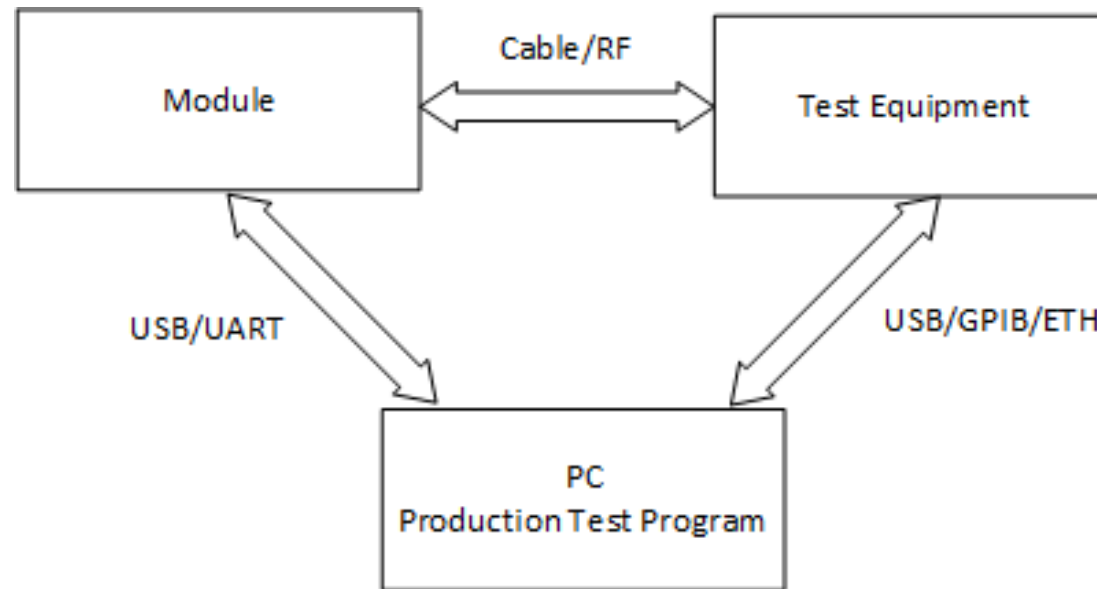 Cable/RF
Module
Test Equipment
USB/UART
USB/GPIB/ETH
PC
Production Test Program